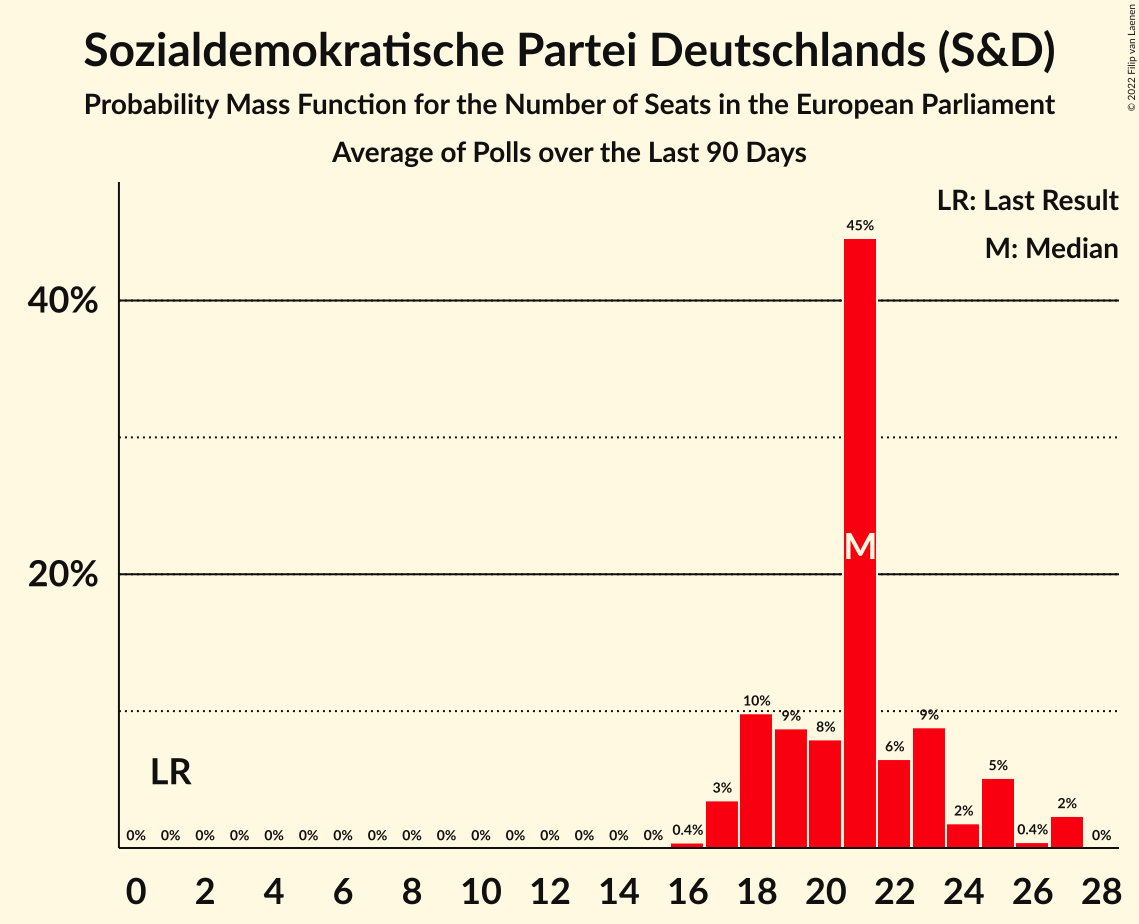 Sozialdemokratische Partei Deutschlands (S&D)
Probability Mass Function for the Number of Seats in the European Parliament
Average of Polls over the Last 90 Days
© 2022 Filip van Laenen
LR: Last Result
M: Median
45%
40%
M
20%
10%
9%
8%
6%
9%
2%
5%
0.4%
2%
0%
LR
3%
0% 0% 0% 0% 0% 0% 0% 0% 0% 0% 0% 0% 0% 0% 0% 0% 0.4%
0 2 4 6 8 10 12 14 16 18 20 22 24 26 28